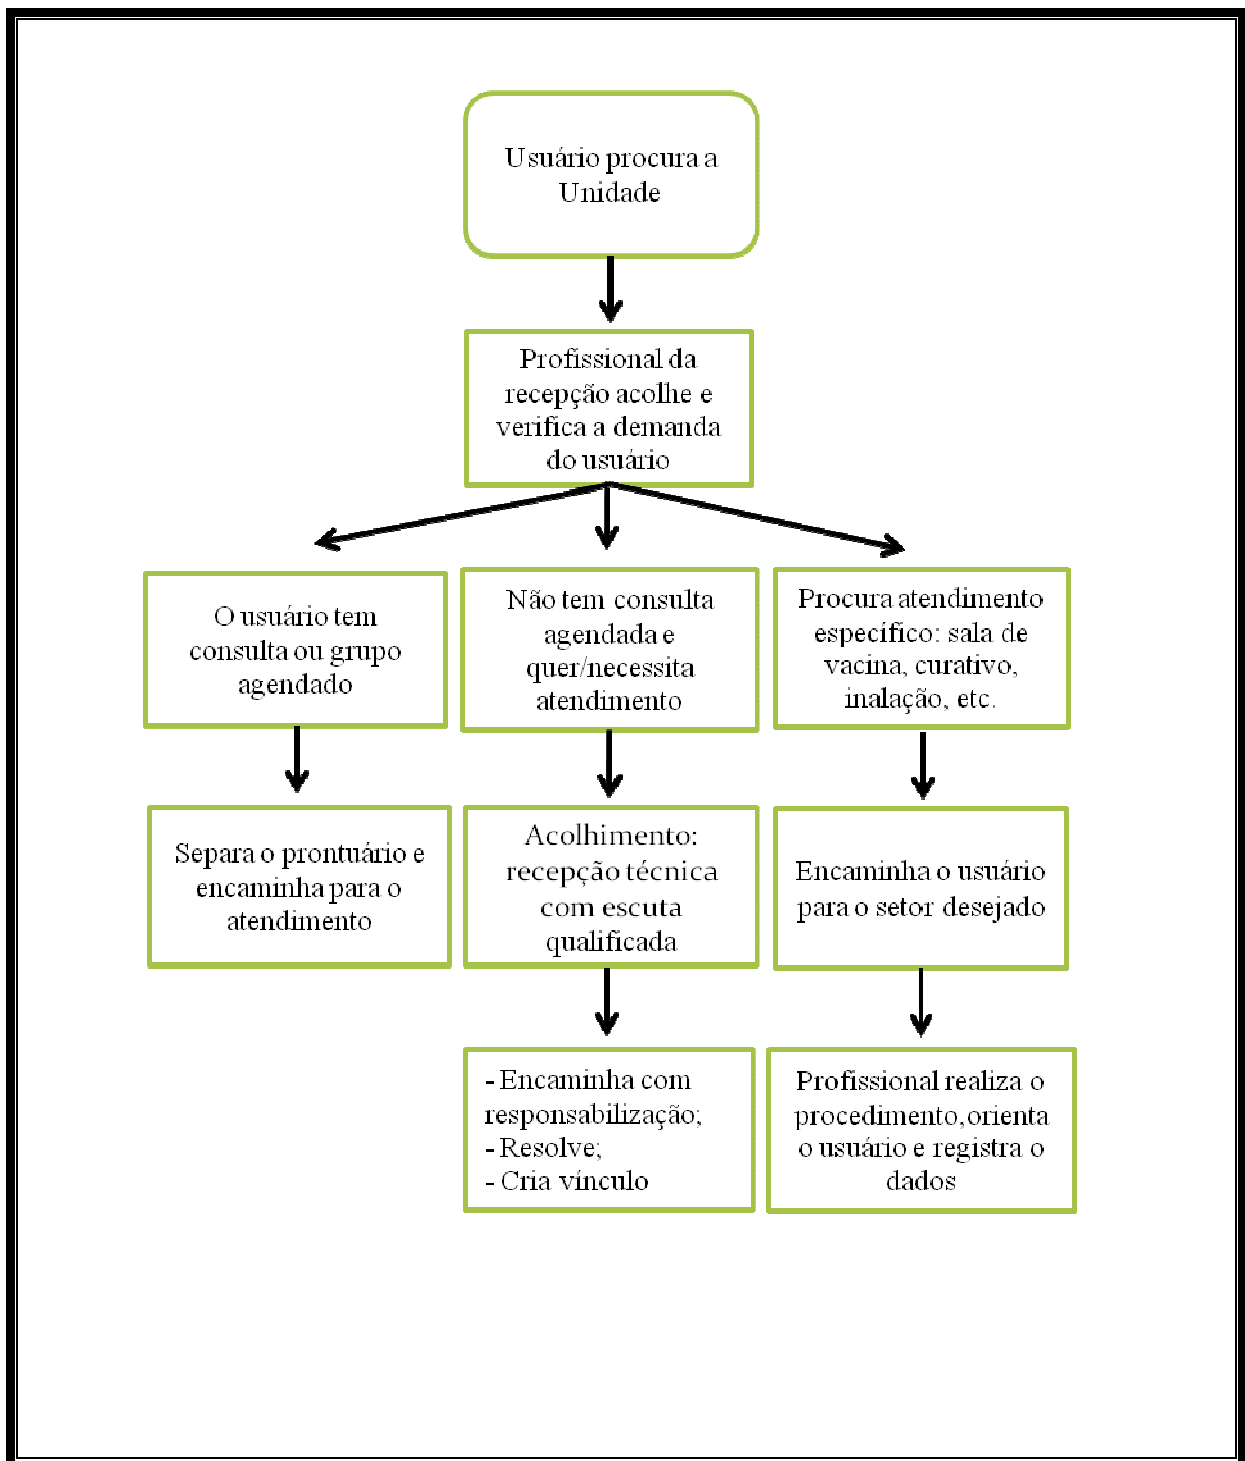 Usuário procura a
Unidade
Profissional da
recepção acolhe e
verifica a demanda
do usuário
O usuário tem
consulta ou grupo
agendado
Não tem consulta
agendada e
quer/necessita
atendimento
Procura atendimento
específico: sala de
vacina, curativo,
inalação, etc.
Separa o prontuário e
encaminha para o
atendimento
Acolhimento:
recepção técnica
com escuta
qualificada
Encaminha o usuário
para o setor desejado
- Encaminha com
responsabilização;
- Resolve;
- Cria vínculo
Profissional realiza o
procedimento,orienta
o usuário e registra o
dados